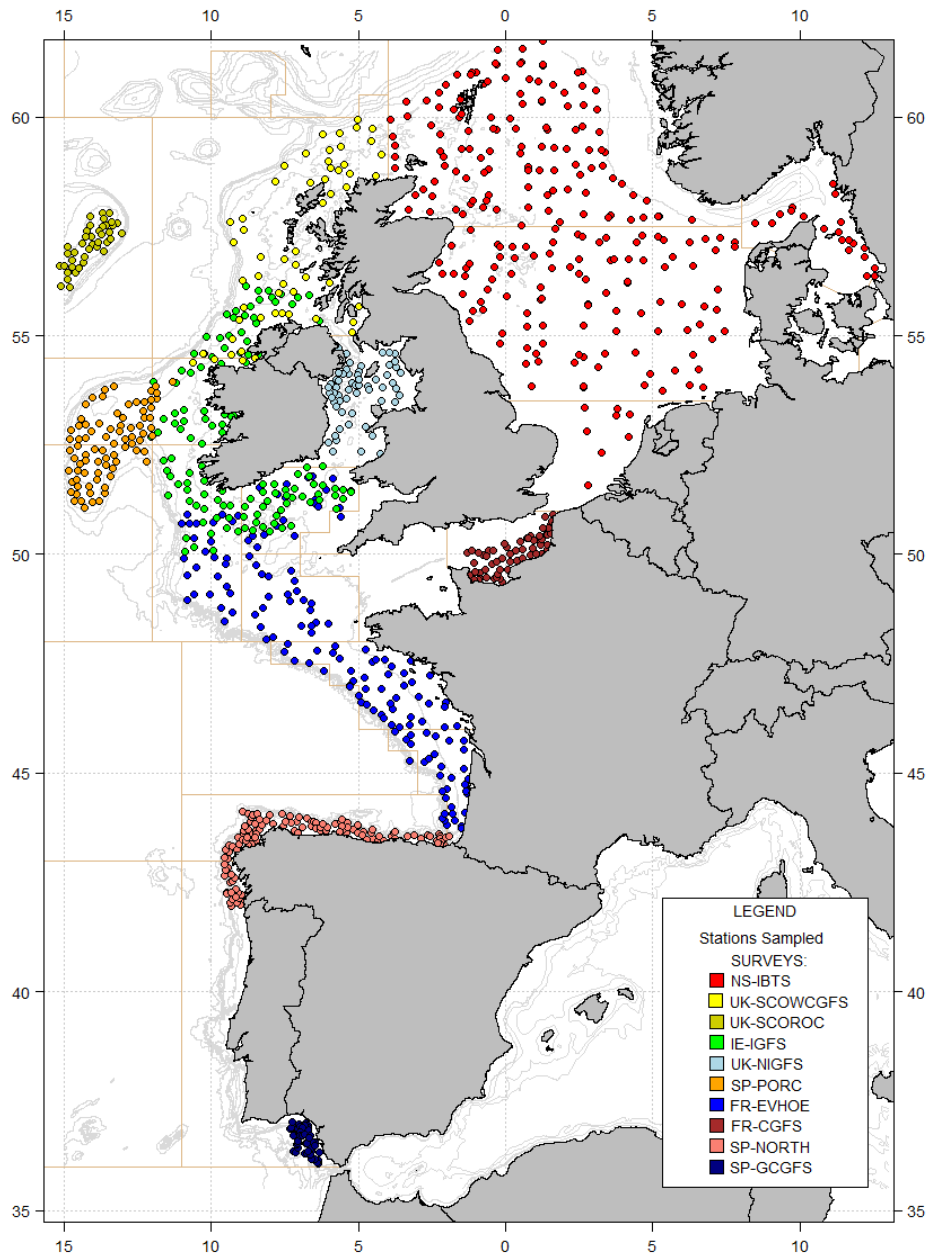 15 10 5 0 5 10
60 60
55 55
50 50
45 45
40 40
35 35
LEGEND
Stations Sampled
SURVEYS:
NS-IBTS
UK-SCOWCGFS
UK-SCOROC
IE-IGFS
UK-NIGFS
SP-PORC
FR-EVHOE
FR-CGFS
SP-NORTH
SP-GCGFS
15 10 5 0 5 10